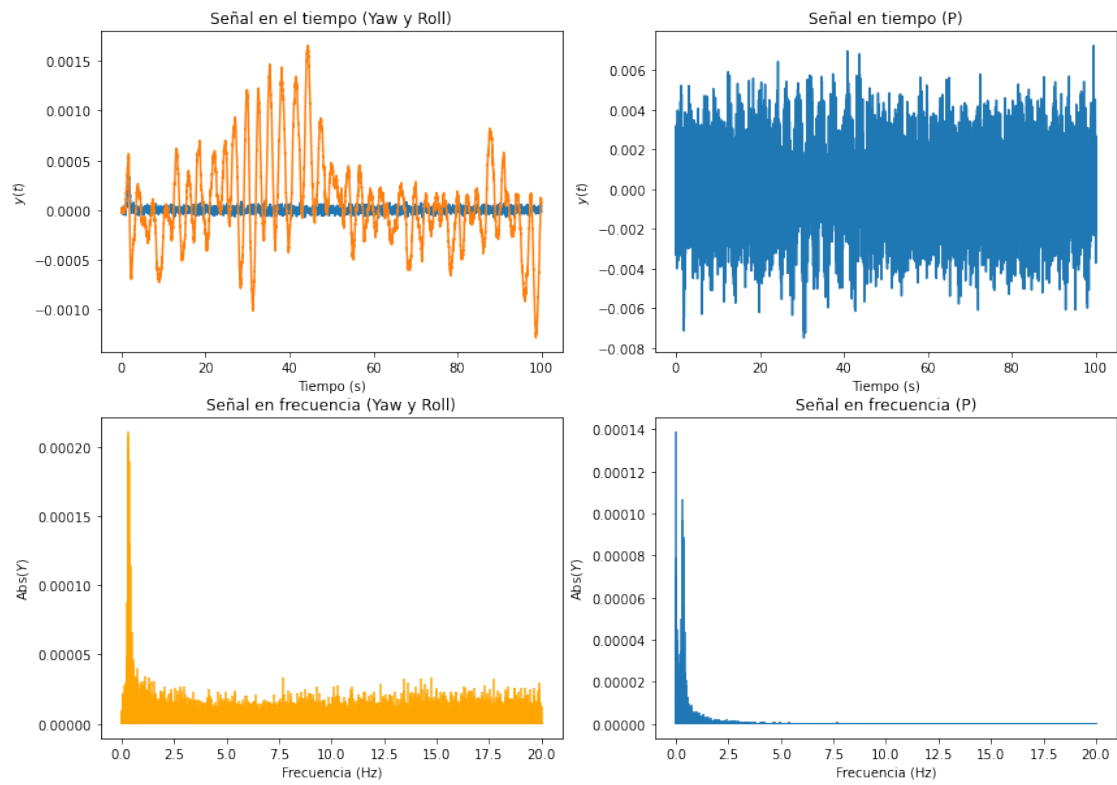 Señal en el tiempo (Yaw y Roll)
0.0015
0.0010
0.0005
0.0000
−0.0005
−0.0010
y(t)
0 20 40 60 80 100
Tiempo (s)
Señal en tiempo (P)
0.006
0.004
0.002
0.000
−0.002
−0.004
−0.006
−0.008
y(t)
0 20 40 60 80 100
Tiempo (s)
Señal en frecuencia (Yaw y Roll)
0.00020
0.00015
0.00010
0.00005
0.00000
Abs(Y)
0.0 2.5 5.0 7.5 10.0 12.5 15.0 17.5 20.0
Frecuencia (Hz)
Señal en frecuencia (P)
0.00014
0.00012
0.00010
0.00008
0.00006
0.00004
0.00002
0.00000
Abs(Y)
0.0 2.5 5.0 7.5 10.0 12.5 15.0 17.5 20.0
Frecuencia (Hz)